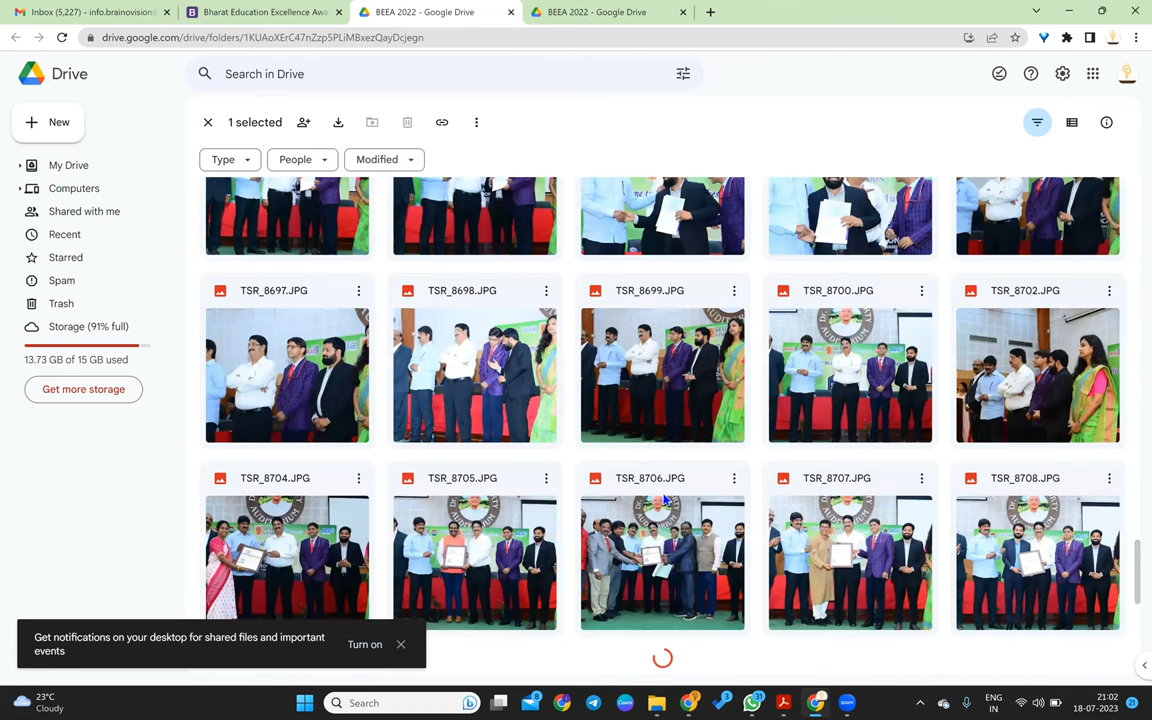 Inbox (5,227) - info.brainovision@
Bharat Education Excellence Awa
BEEA 2022 - Google Drive
BEEA 2022 - Google Drive
drive.google.com/drive/folders/1KUAoXErC47nZzp5PLiMBxezQayDcjegn
Drive
Search in Drive
New
1 selected
Type
People
Modified
My Drive
Computers
Shared with me
Recent
Starred
Spam
Trash
Storage (91% full)
13.73 GB of 15 GB used
Get more storage
TSR_8697.JPG
TSR_8698.JPG
TSR_8699.JPG
TSR_8700.JPG
TSR_8702.JPG
TSR_8704.JPG
TSR_8705.JPG
TSR_8706.JPG
TSR_8707.JPG
TSR_8708.JPG
AUDITORIUM
Get notifications on your desktop for shared files and important
events
Turn on
23°C
Cloudy
Search
8
3
31
ENG
IN
21:02
18-07-2023
21